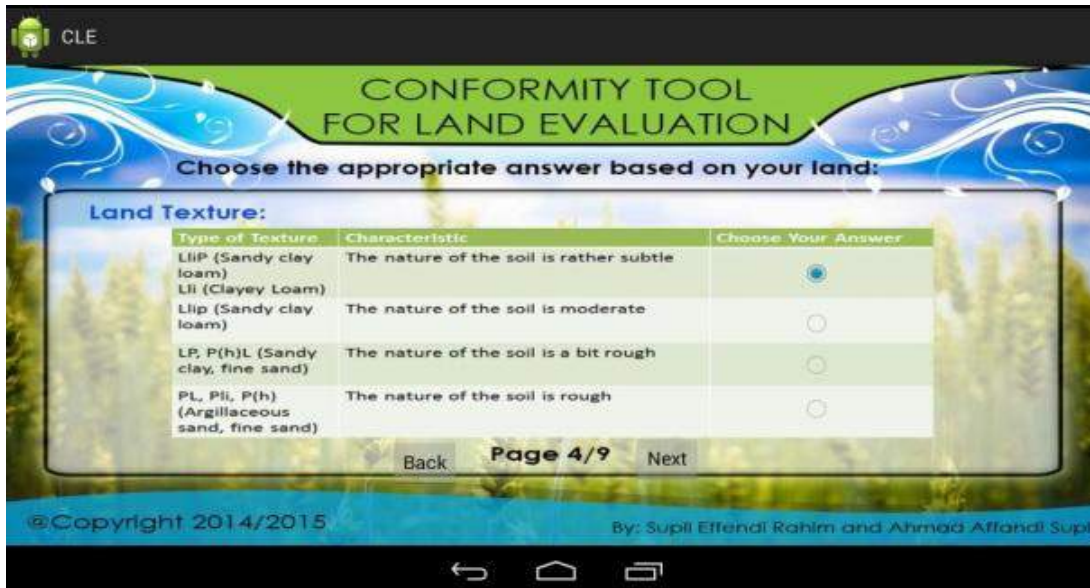 CLE
CONFORMITY TOOL
FOR LAND EVALUATION
Choose the appropriate answer based on your land:
Land Texture:
Type of Texture Characteristic Choose Your Answer
LliP (Sandy clay The nature of the soil is rather subtle
loam)
Lli (Clayey Loam)
Llip (Sandy clay The nature of the soil is moderate
loam)
LP, P(h)L (Sandy The nature of the soil is a bit rough
clay, fine sand)
PL, Pli, P(h) The nature of the soil is rough
(Argillaceous
sand, fine sand)
Back Page 4/9 Next
@Copyright 2014/2015
By: Supli Effendi Rahim and Ahmad Affandi Supl